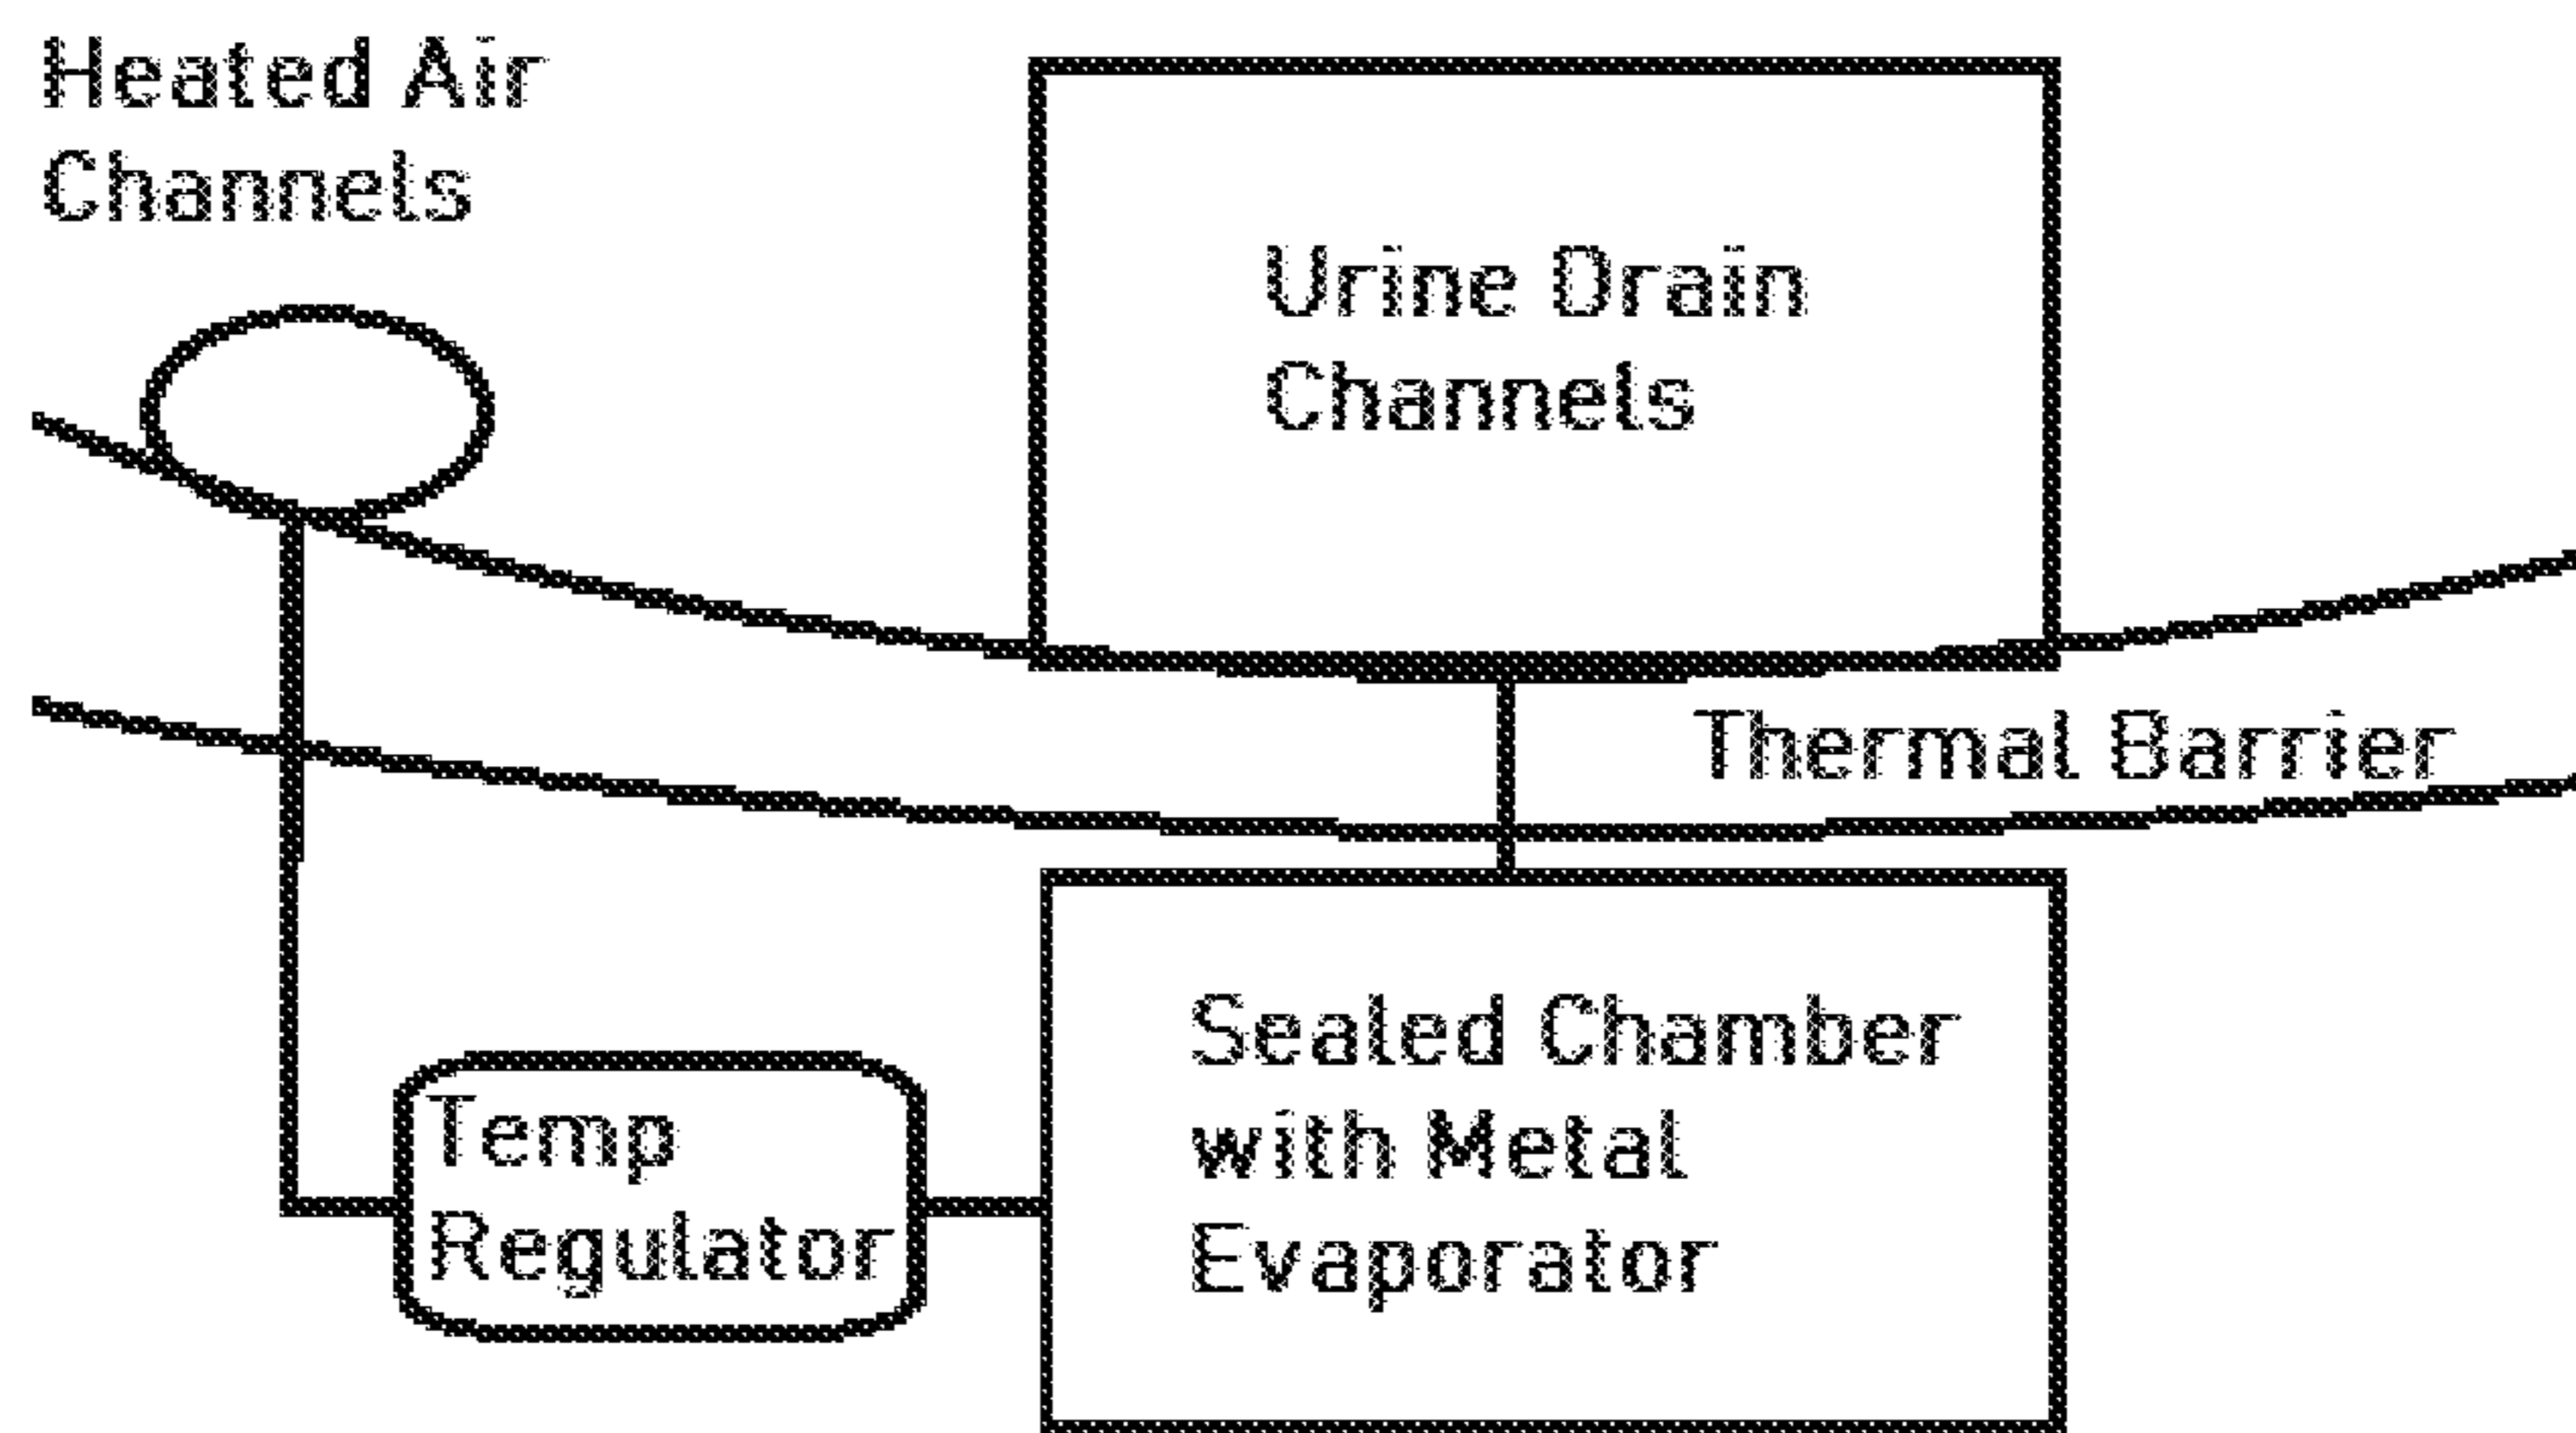 Heated Air
Channels
Urine Drain
Channels
Thermal Barrier
Sealed Chamber
with Metal
Evaporator
Temp
Regulator